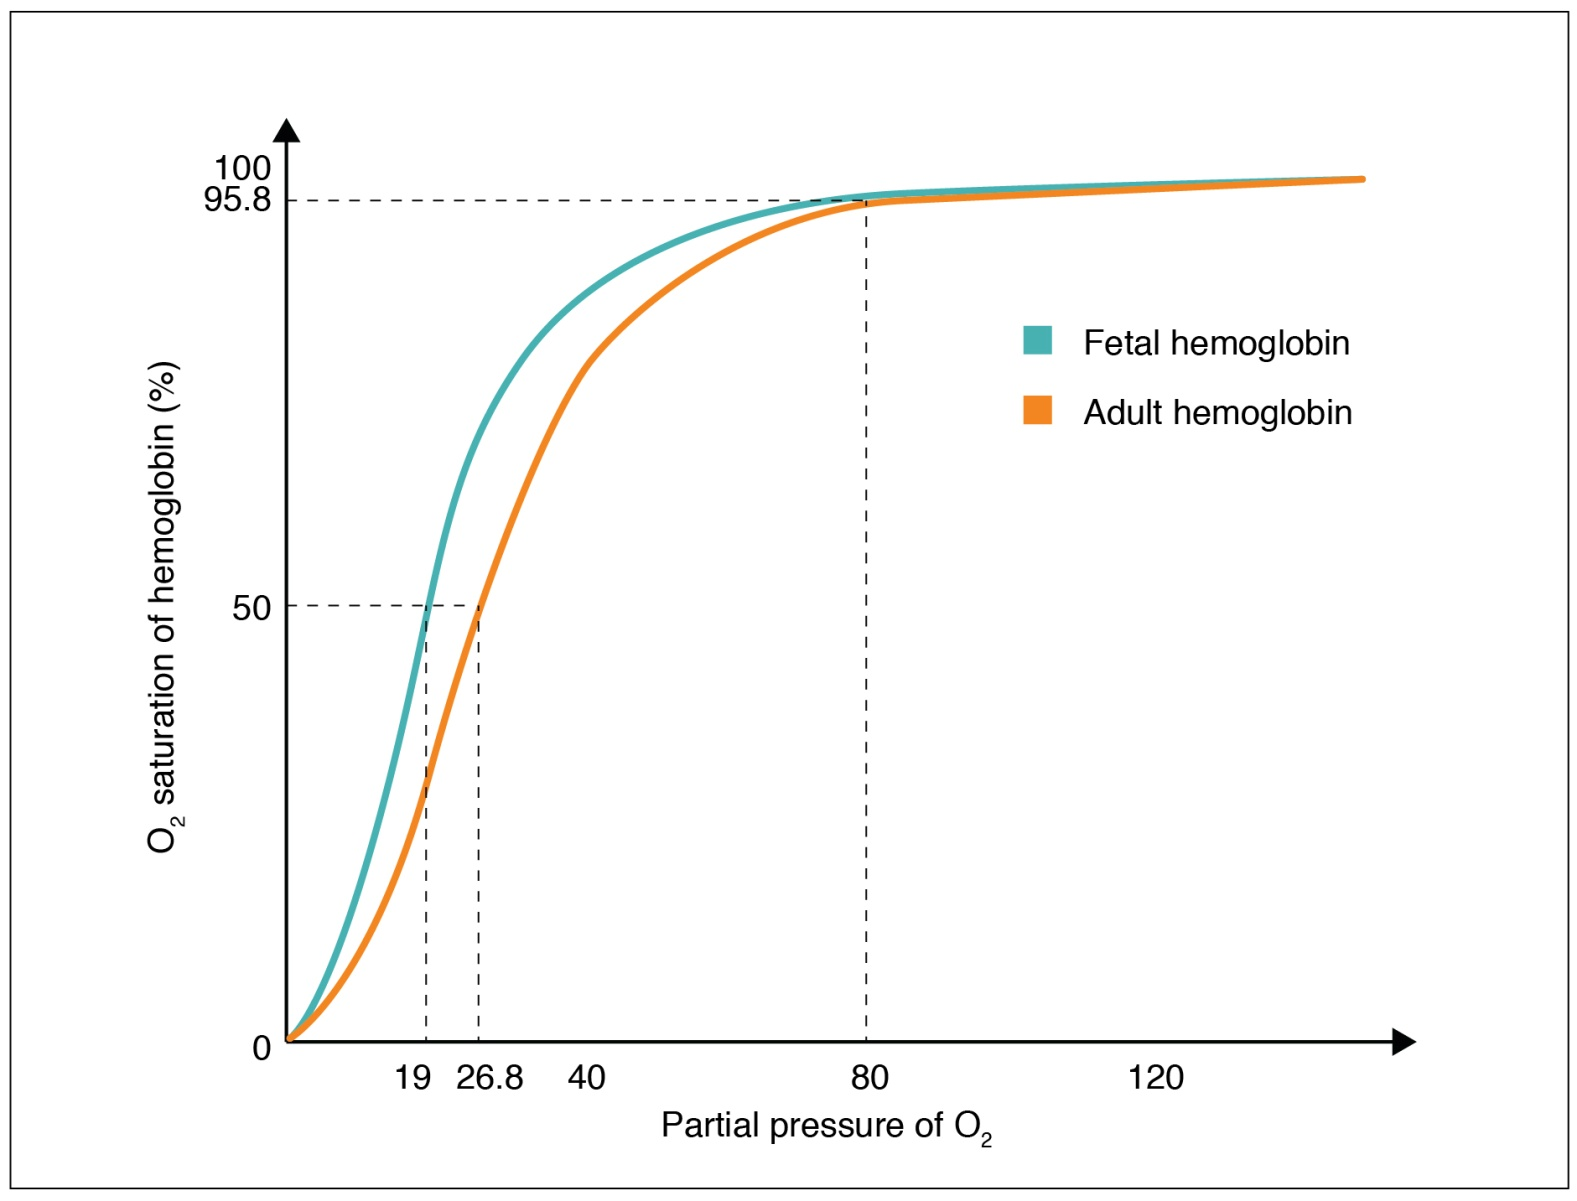 100
95.8
50
0
O₂ saturation of hemoglobin (%)
Fetal hemoglobin
Adult hemoglobin
19 26.8 40 80 120
Partial pressure of O₂